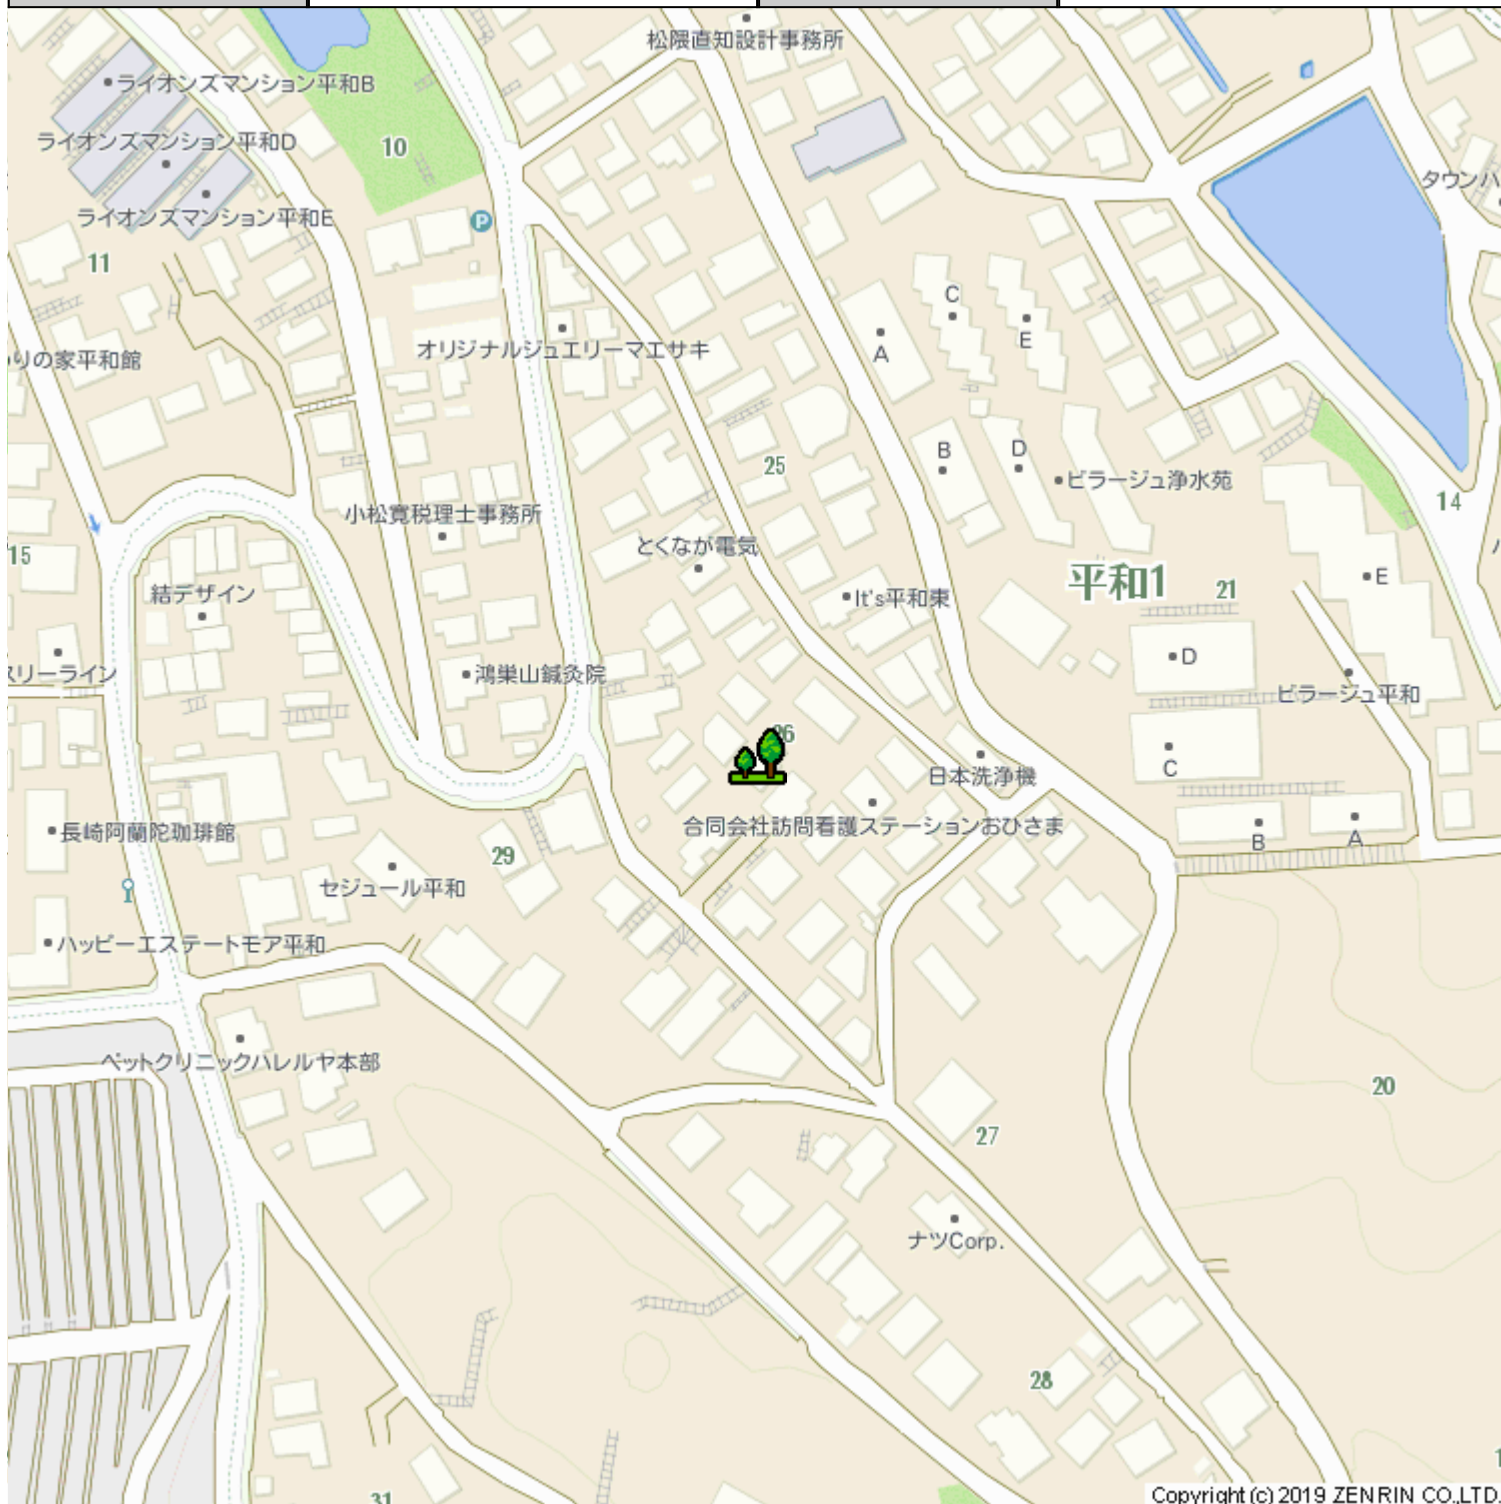 松隈直知設計事務所
ライオンズマンション平和B
ライオンズマンション平和D
10
ライオンズマンション平和E
P
タウンハ
11
C
E
A
オリジナルジュエリーマエサキ
りの家平和館
25
B
D
ビラージュ浄水苑
14
小松寛税理士事務所
とくなが電気
15
平和1
21
E
結デザイン
It's平和東
スリーライン
鴻巣山鍼灸院
D
ビラージュ平和
26
日本洗浄機
C
長崎阿蘭陀珈琲館
合同会社訪問看護ステーションおひさま
B
A
29
セジュール平和
ハッピーエステートモア平和
ペットクリニックハレルヤ本部
20
27
ナツCorp.
28
31
Copyright (c) 2019 ZENRIN CO.,LTD.